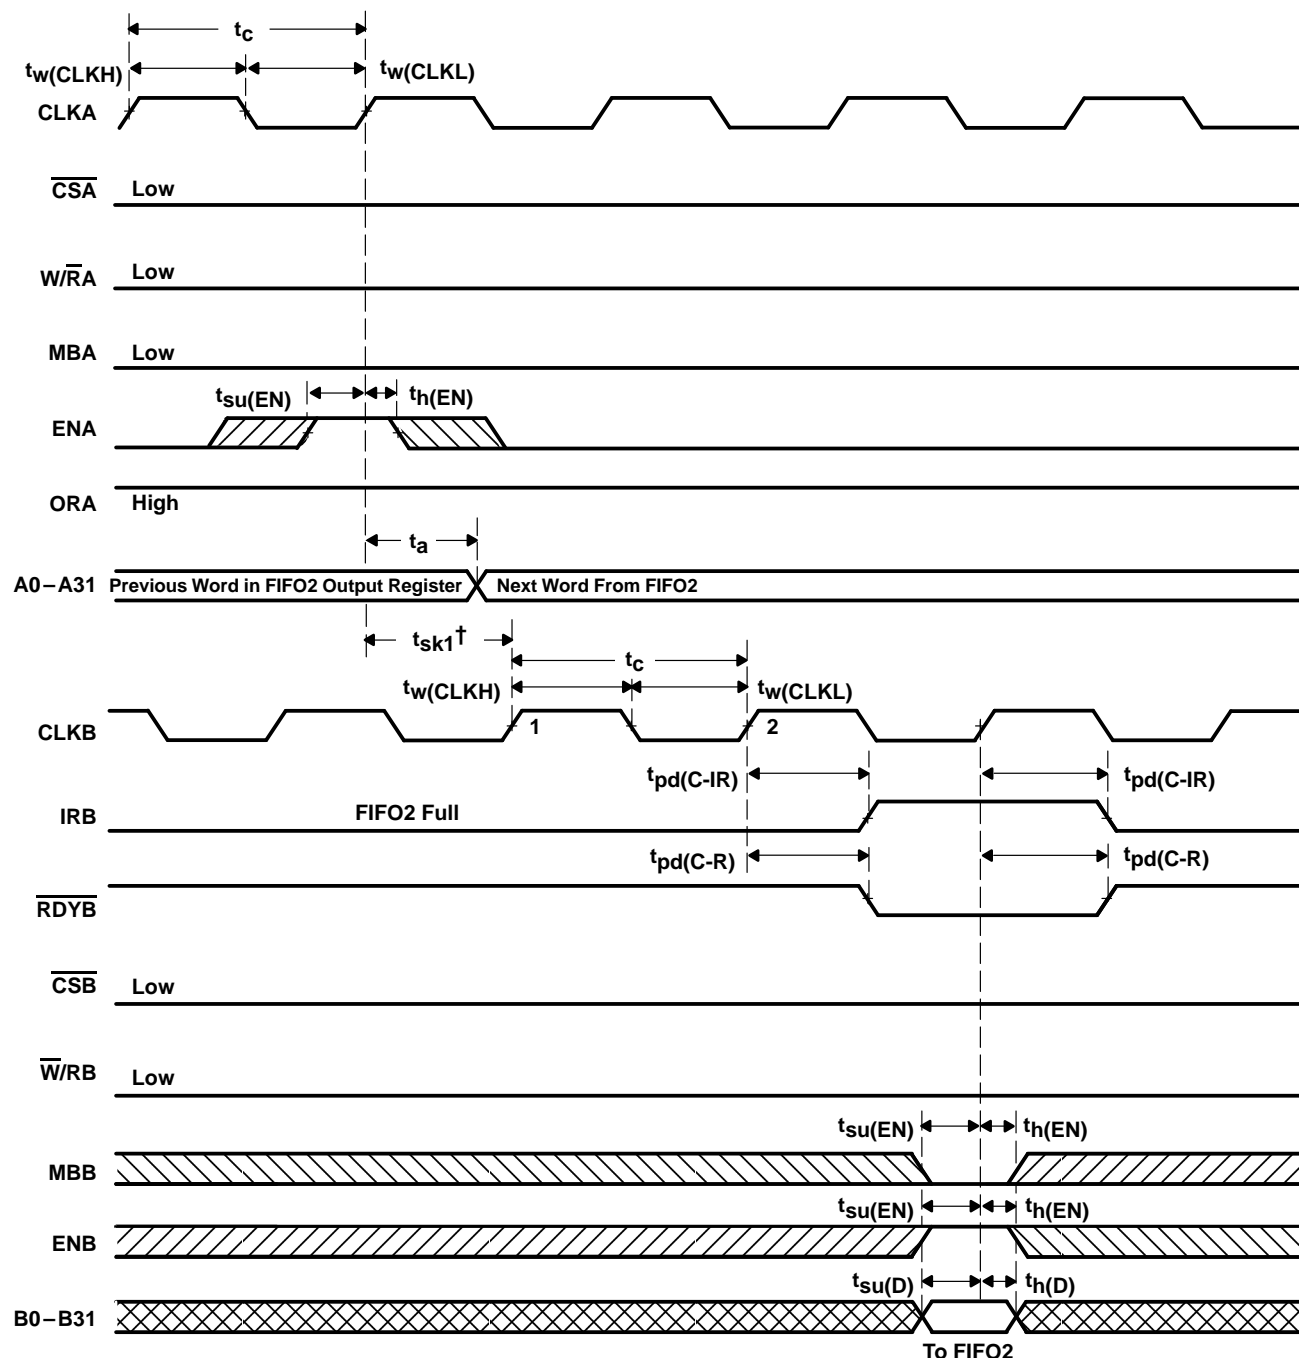 tc
tw(CLKH) tw(CLKL)
CLKA
CSA Low
W/RA Low
MBA Low
tsu(EN) th(EN)
ENA
ORA High
ta
A0–A31 Previous Word in FIFO2 Output Register Next Word From FIFO2
tsk1†
tc
tw(CLKH) tw(CLKL)
CLKB 1 2
tpd(C-IR) tpd(C-IR)
IRB FIFO2 Full
tpd(C-R) tpd(C-R)
RDYB
CSB Low
W/RB Low
tsu(EN) th(EN)
MBB
tsu(EN) th(EN)
ENB
tsu(D) th(D)
B0–B31
To FIFO2